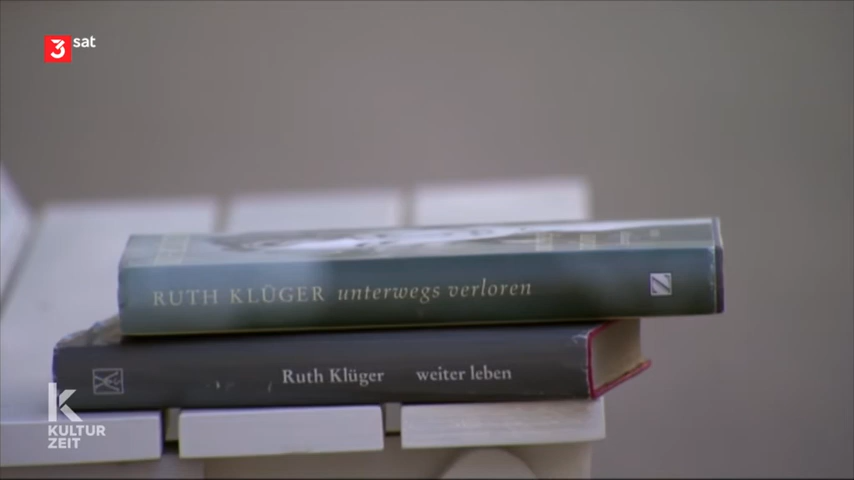 3sat
RUTH KLÜGER unterwegs verloren
Ruth Klüger weiter leben
KULTUR
ZEIT